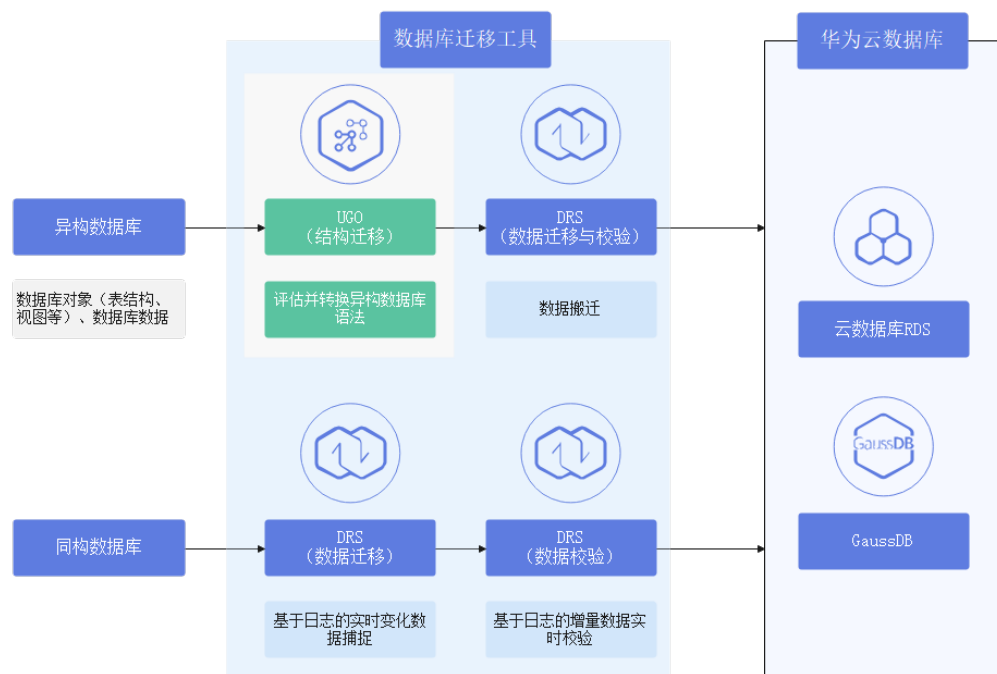 数据库迁移工具
华为云数据库
异构数据库
UGO
（结构迁移）
DRS
（数据迁移与校验）
数据库对象（表结构、
视图等）、数据库数据
评估并转换异构数据库
语法
数据搬迁
云数据库RDS
GaussDB
同构数据库
DRS
（数据迁移）
DRS
（数据校验）
GaussDB
基于日志的实时变化数
据捕捉
基于日志的增量数据实
时校验